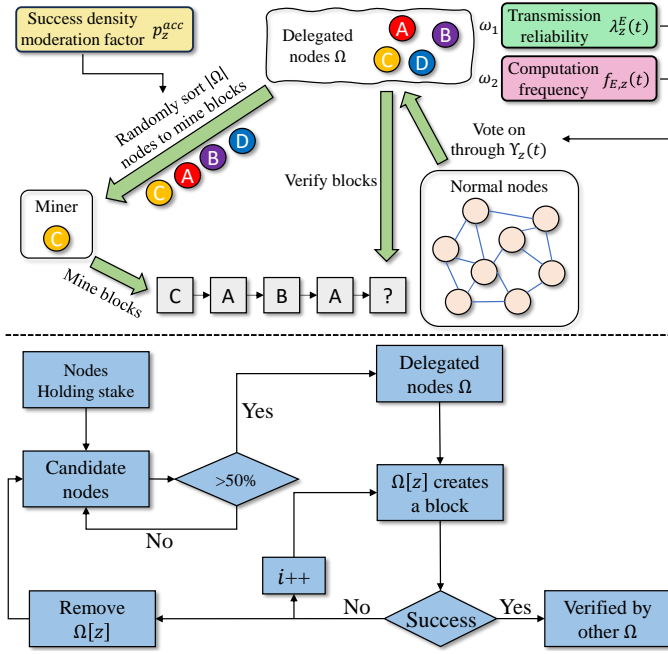 Success density
moderation factor p_z^{acc}
Delegated
nodes Ω
A
B
C
D
ω₁
Transmission
reliability λ_z^E(t)
ω₂
Computation
frequency f_{E,z}(t)
Randomly sort |Ω|
nodes to mine blocks
C
A
B
D
Vote on
through Υ_z(t)
Verify blocks
Normal nodes
Miner
C
Mine blocks
C
A
B
A
?
Nodes
Holding stake
Yes
Delegated
nodes Ω
Candidate
nodes
>50%
Ω[z] creates
a block
No
i++
Remove
Ω[z]
No
Success
Yes
Verified by
other Ω